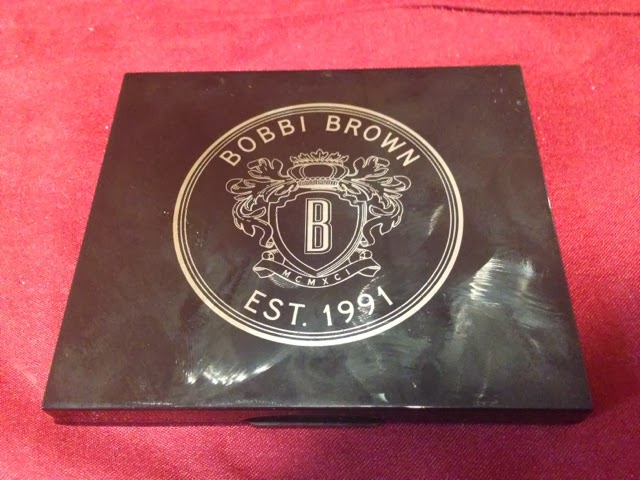 BOBBI BROWN
B
MCMXCI
EST. 1991